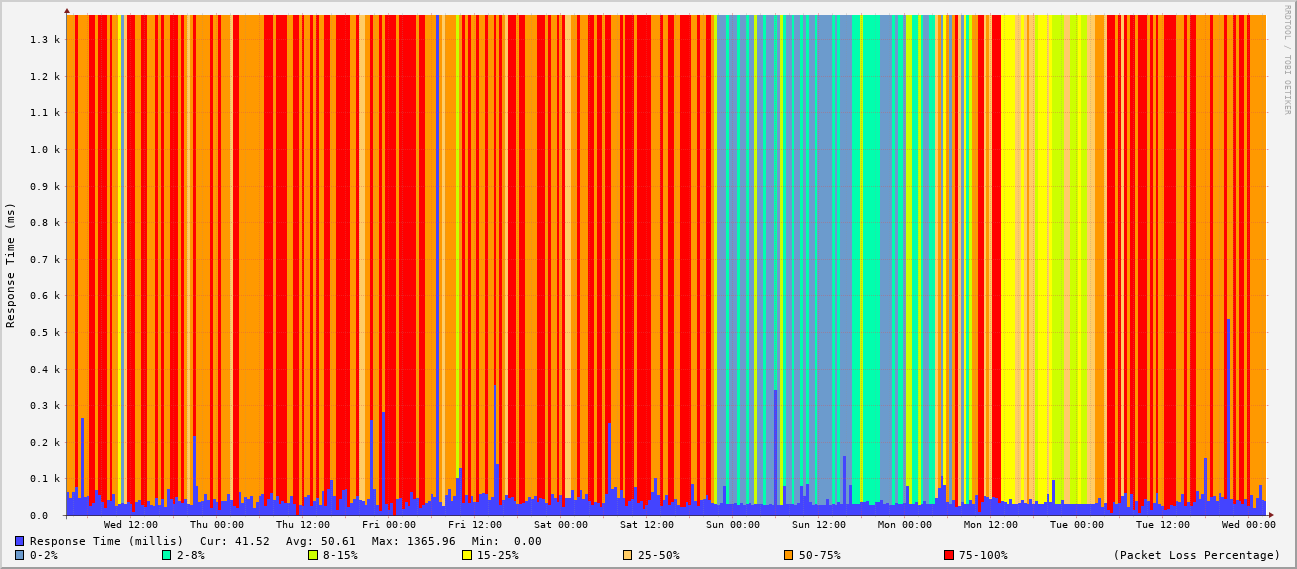 RRDTOOL / TOBI OETIKER
Response Time (ms)
1.3 k
1.2 k
1.1 k
1.0 k
0.9 k
0.8 k
0.7 k
0.6 k
0.5 k
0.4 k
0.3 k
0.2 k
0.1 k
0.0
Wed 12:00 Thu 00:00 Thu 12:00 Fri 00:00 Fri 12:00 Sat 00:00 Sat 12:00 Sun 00:00 Sun 12:00 Mon 00:00 Mon 12:00 Tue 00:00 Tue 12:00 Wed 00:00
Response Time (millis) Cur: 41.52 Avg: 50.61 Max: 1365.96 Min: 0.00
0-2% 2-8% 8-15% 15-25% 25-50% 50-75% 75-100% (Packet Loss Percentage)